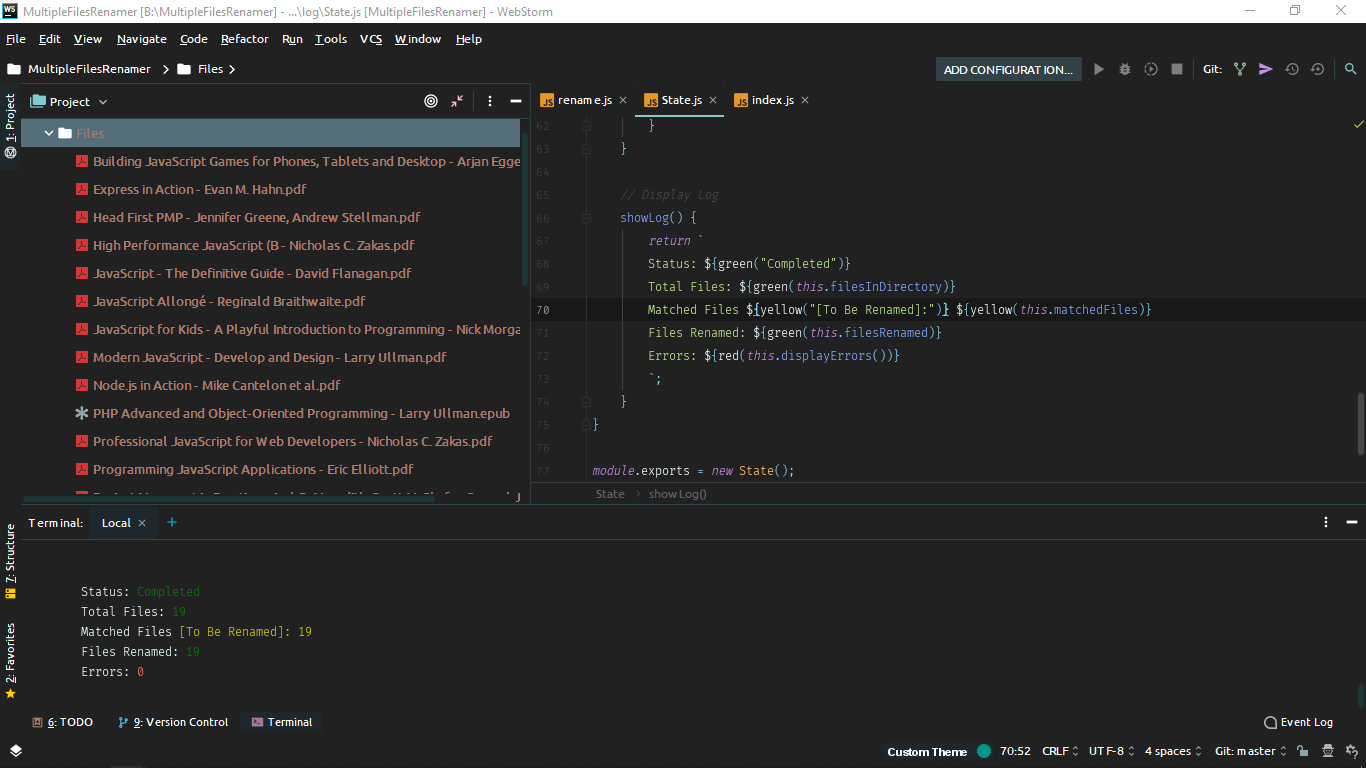 MultipleFilesRenamer [B:\MultipleFilesRenamer] - ...\log\State.js [MultipleFilesRenamer] - WebStorm
File Edit View Navigate Code Refactor Run Tools VCS Window Help
MultipleFilesRenamer Files ADD CONFIGURATION... Git:
1: Project
Project
Files
Building JavaScript Games for Phones, Tablets and Desktop - Arjan Egge
Express in Action - Evan M. Hahn.pdf
Head First PMP - Jennifer Greene, Andrew Stellman.pdf
High Performance JavaScript (B - Nicholas C. Zakas.pdf
JavaScript - The Definitive Guide - David Flanagan.pdf
JavaScript Allongé - Reginald Braithwaite.pdf
JavaScript for Kids - A Playful Introduction to Programming - Nick Morga
Modern JavaScript - Develop and Design - Larry Ullman.pdf
Node.js in Action - Mike Cantelon et al.pdf
PHP Advanced and Object-Oriented Programming - Larry Ullman.epub
Professional JavaScript for Web Developers - Nicholas C. Zakas.pdf
Programming JavaScript Applications - Eric Elliott.pdf
rename.js State.js index.js
62 }
63 }
64
65 // Display Log
66 showLog() {
67 return `
68 Status: ${green("Completed")}
69 Total Files: ${green(this.filesInDirectory)}
70 Matched Files ${yellow("[To Be Renamed]:")} ${yellow(this.matchedFiles)}
71 Files Renamed: ${green(this.filesRenamed)}
72 Errors: ${red(this.displayErrors())}
73 `;
74 }
75 }
76
77 module.exports = new State();
State showLog()
Terminal: Local +
7: Structure
2: Favorites
Status: Completed
Total Files: 19
Matched Files [To Be Renamed]: 19
Files Renamed: 19
Errors: 0
6: TODO 9: Version Control Terminal Event Log
Custom Theme 70:52 CRLF UTF-8 4 spaces Git: master